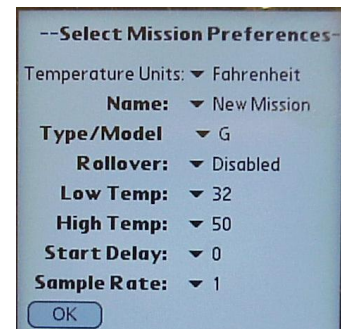 --Select Mission Preferences-
Temperature Units: Fahrenheit
Name: New Mission
Type/Model G
Rollover: Disabled
Low Temp: 32
High Temp: 50
Start Delay: 0
Sample Rate: 1
OK